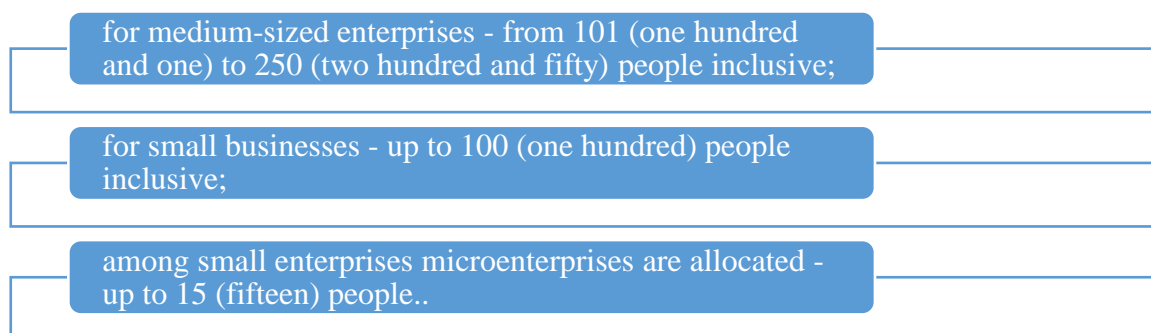 for medium-sized enterprises - from 101 (one hundred
and one) to 250 (two hundred and fifty) people inclusive;
for small businesses - up to 100 (one hundred) people
inclusive;
among small enterprises microenterprises are allocated -
up to 15 (fifteen) people..